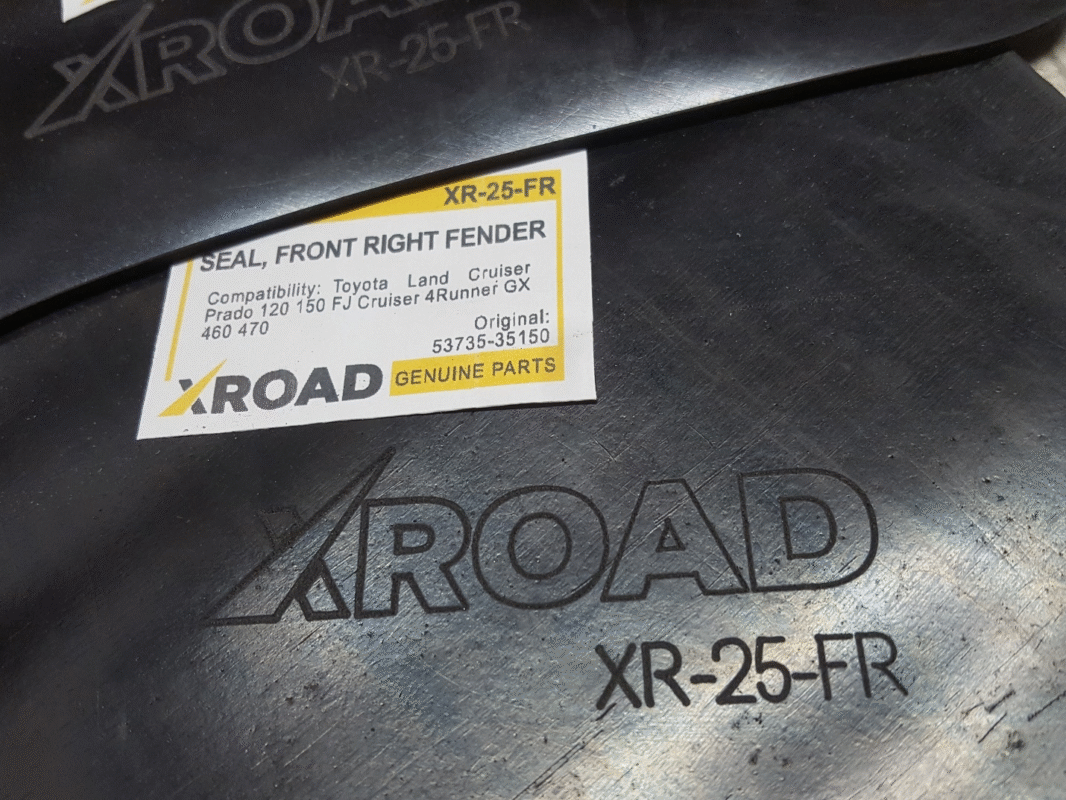 XROAD
XR-25-FR
XR-25-FR
SEAL, FRONT RIGHT FENDER
Compatibility: Toyota Land Cruiser
Prado 120 150 FJ Cruiser 4Runner GX
460 470
Original:
53735-35150
XROAD GENUINE PARTS
XROAD
XR-25-FR